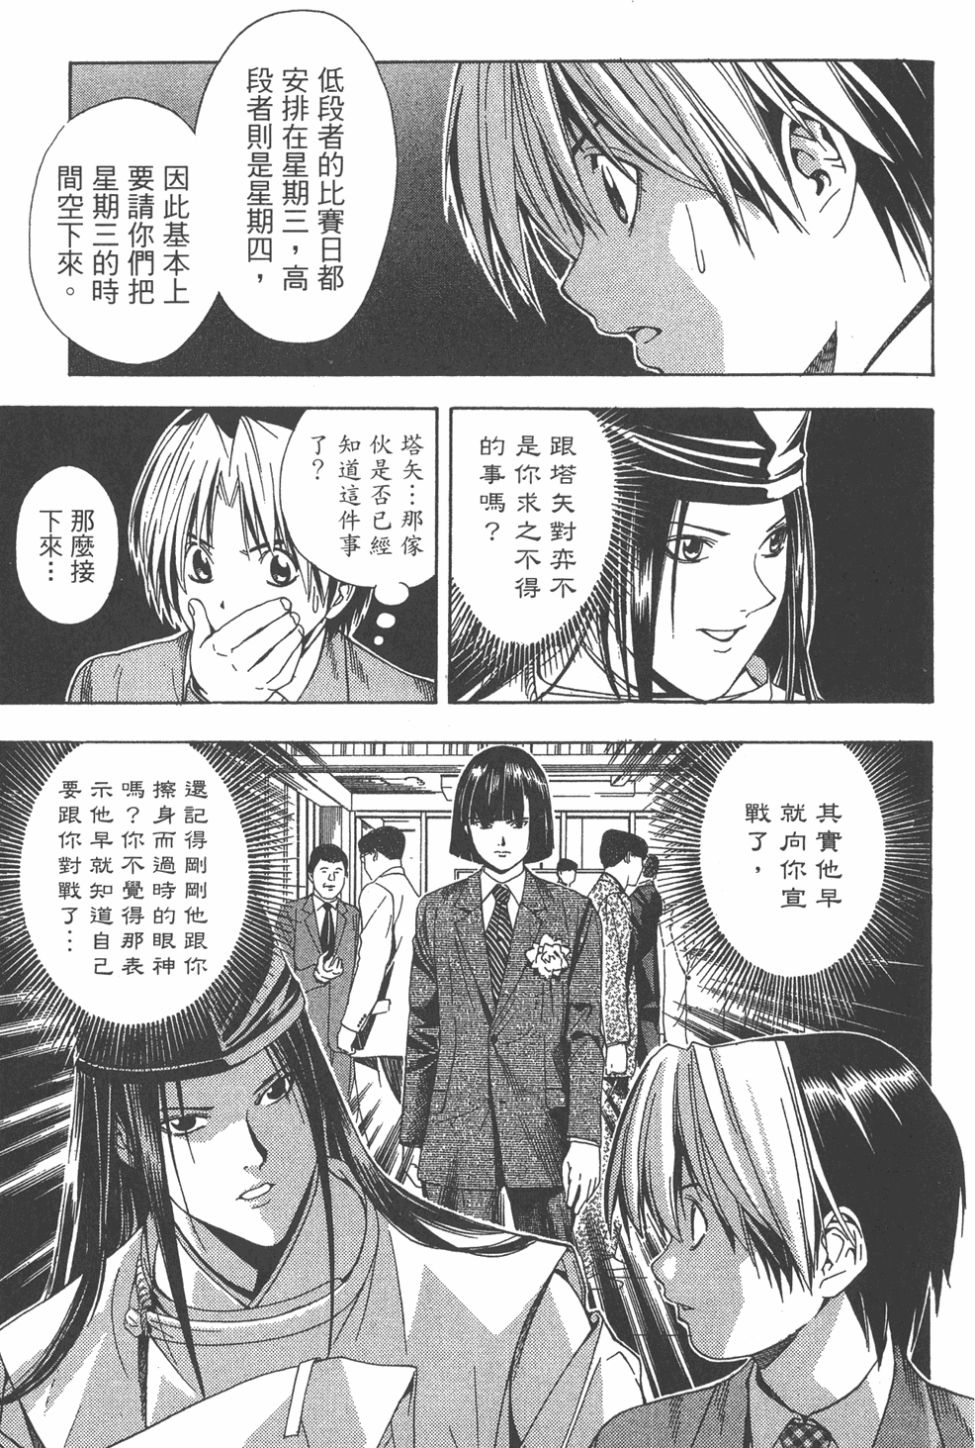 低段者的比賽日都
安排在星期三，高
段者則是星期四，
因此基本上
要請你們把
星期三的時
間空下來。
跟塔矢對弈不
是你求之不得
的事嗎？
塔矢…那傢
伙是否已經
知道這件事
了？
那麼接
下來…
其實他早
就向你宣
戰了，
還記得剛剛他跟你
擦身而過時的眼神
嗎？你不覺得那表
示他早就知道自己
要跟你對戰了…